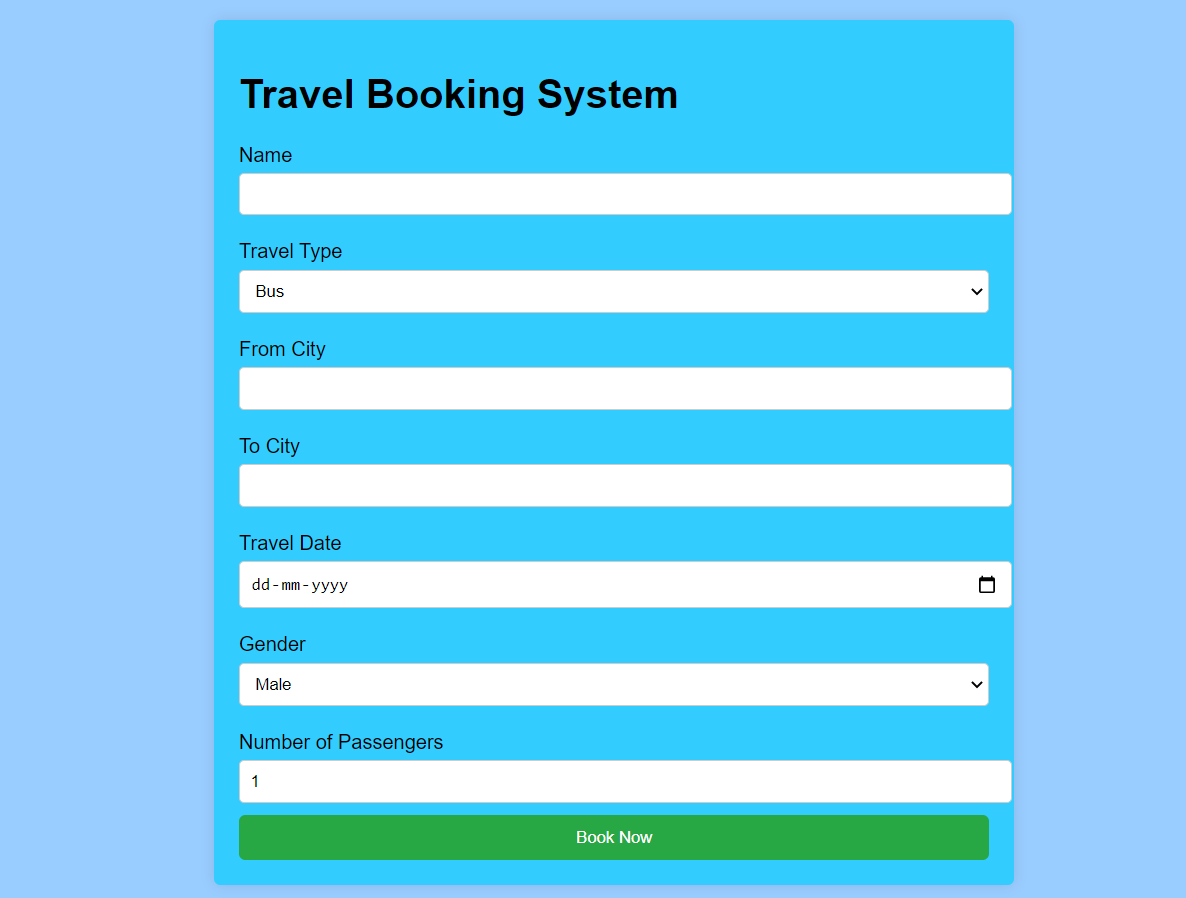 Travel Booking System
Name
Travel Type
Bus
From City
To City
Travel Date
dd-mm-yyyy
Gender
Male
Number of Passengers
1
Book Now